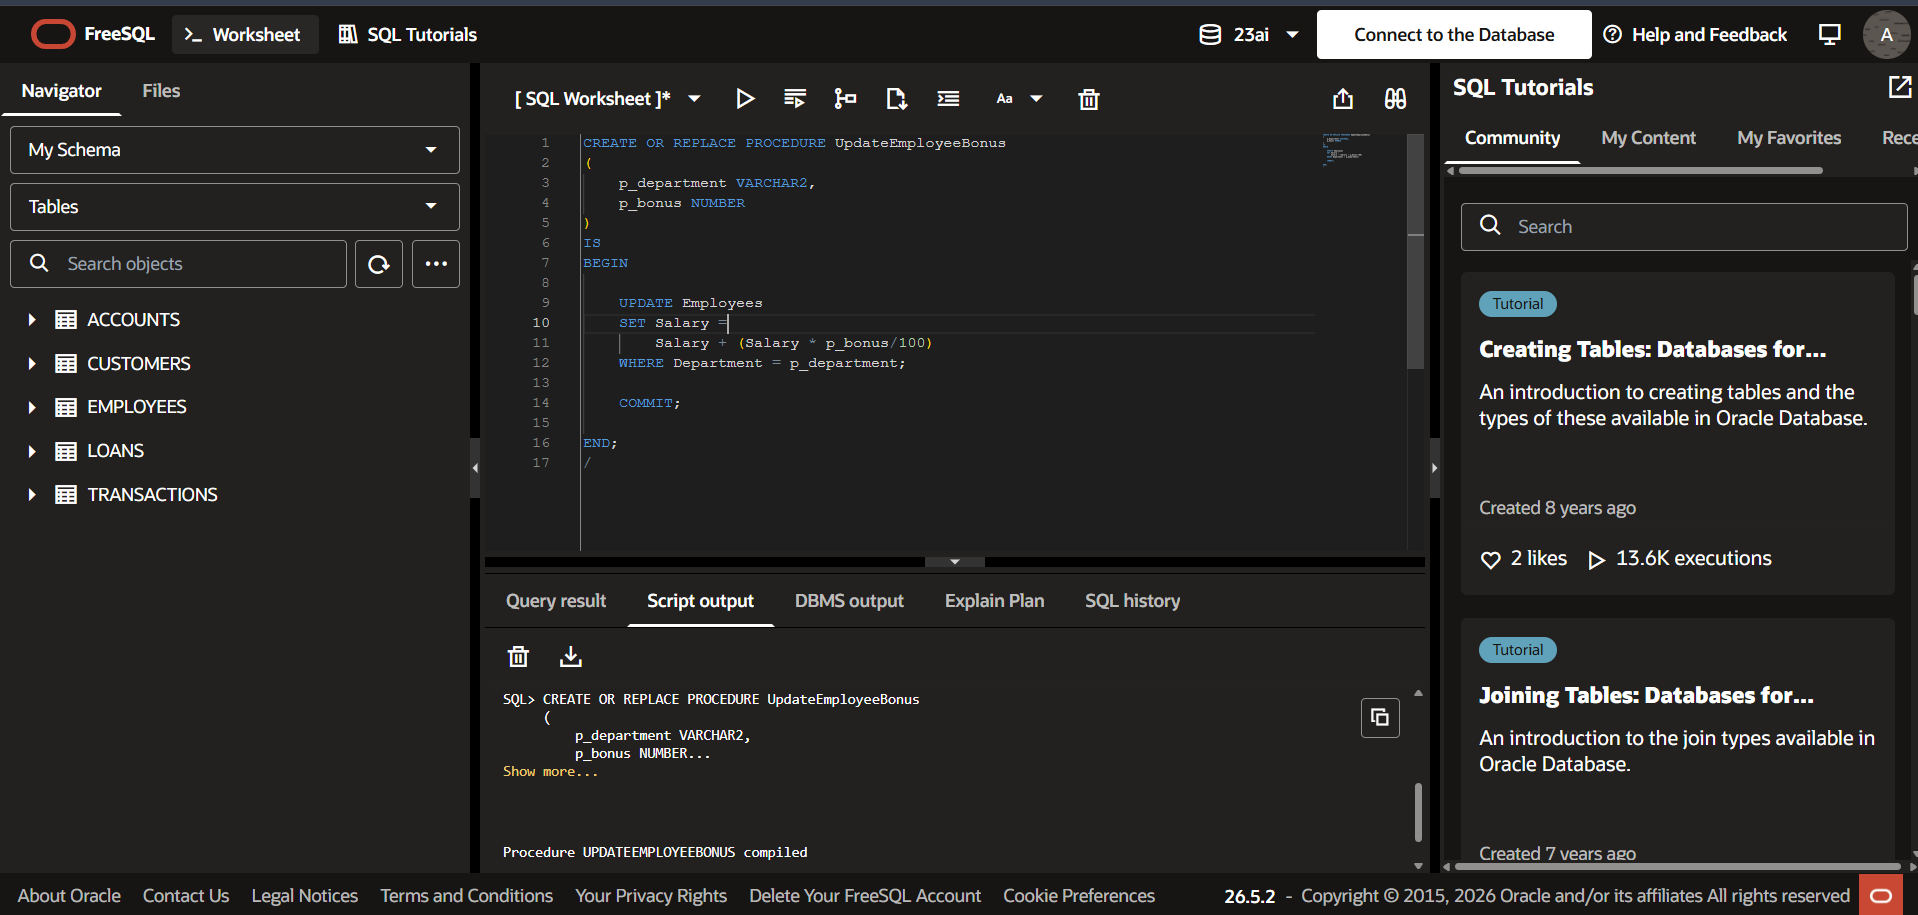 FreeSQL
Worksheet
SQL Tutorials
23ai
Connect to the Database
Help and Feedback
A
Navigator
Files
My Schema
Tables
Search objects
ACCOUNTS
CUSTOMERS
EMPLOYEES
LOANS
TRANSACTIONS
[ SQL Worksheet ]*
Aa
1 CREATE OR REPLACE PROCEDURE UpdateEmployeeBonus
2 (
3 p_department VARCHAR2,
4 p_bonus NUMBER
5 )
6 IS
7 BEGIN
8
9 UPDATE Employees
10 SET Salary =
11 Salary + (Salary * p_bonus/100)
12 WHERE Department = p_department;
13
14 COMMIT;
15
16 END;
17 /
Query result
Script output
DBMS output
Explain Plan
SQL history
SQL> CREATE OR REPLACE PROCEDURE UpdateEmployeeBonus
(
p_department VARCHAR2,
p_bonus NUMBER...
Show more...
Procedure UPDATEEMPLOYEEBONUS compiled
SQL Tutorials
Community
My Content
My Favorites
Rece
Search
Tutorial
Creating Tables: Databases for...
An introduction to creating tables and the
types of these available in Oracle Database.
Created 8 years ago
2 likes
13.6K executions
Tutorial
Joining Tables: Databases for...
An introduction to the join types available in
Oracle Database.
Created 7 years ago
About Oracle
Contact Us
Legal Notices
Terms and Conditions
Your Privacy Rights
Delete Your FreeSQL Account
Cookie Preferences
26.5.2 - Copyright © 2015, 2026 Oracle and/or its affiliates All rights reserved